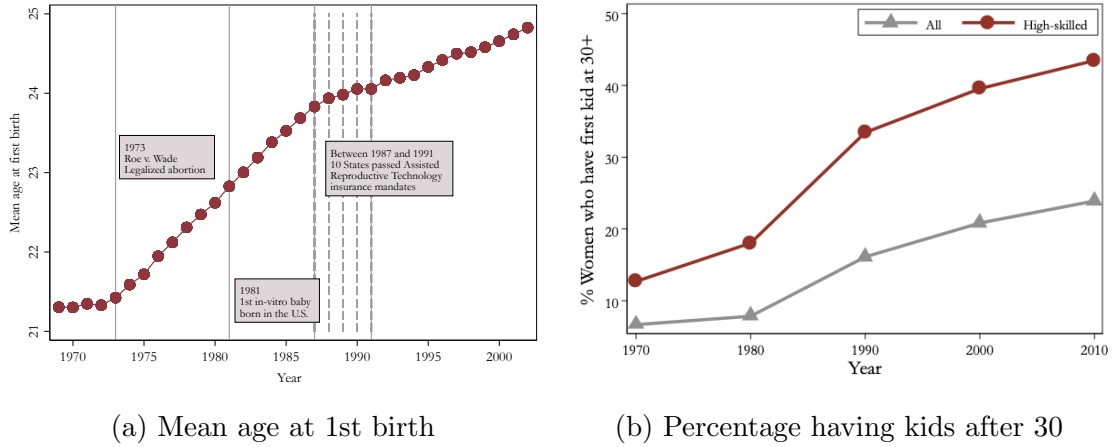 25
24
23
22
21
Mean age at first birth
1973
Roe v. Wade
Legalized abortion
1981
1st in-vitro baby
born in the U.S.
Between 1987 and 1991
10 States passed Assisted
Reproductive Technology
insurance mandates
1970
1975
1980
1985
1990
1995
2000
Year
(a) Mean age at 1st birth
50
40
30
20
10
% Women who have first kid at 30+
All
High-skilled
1970
1980
1990
2000
2010
Year
(b) Percentage having kids after 30